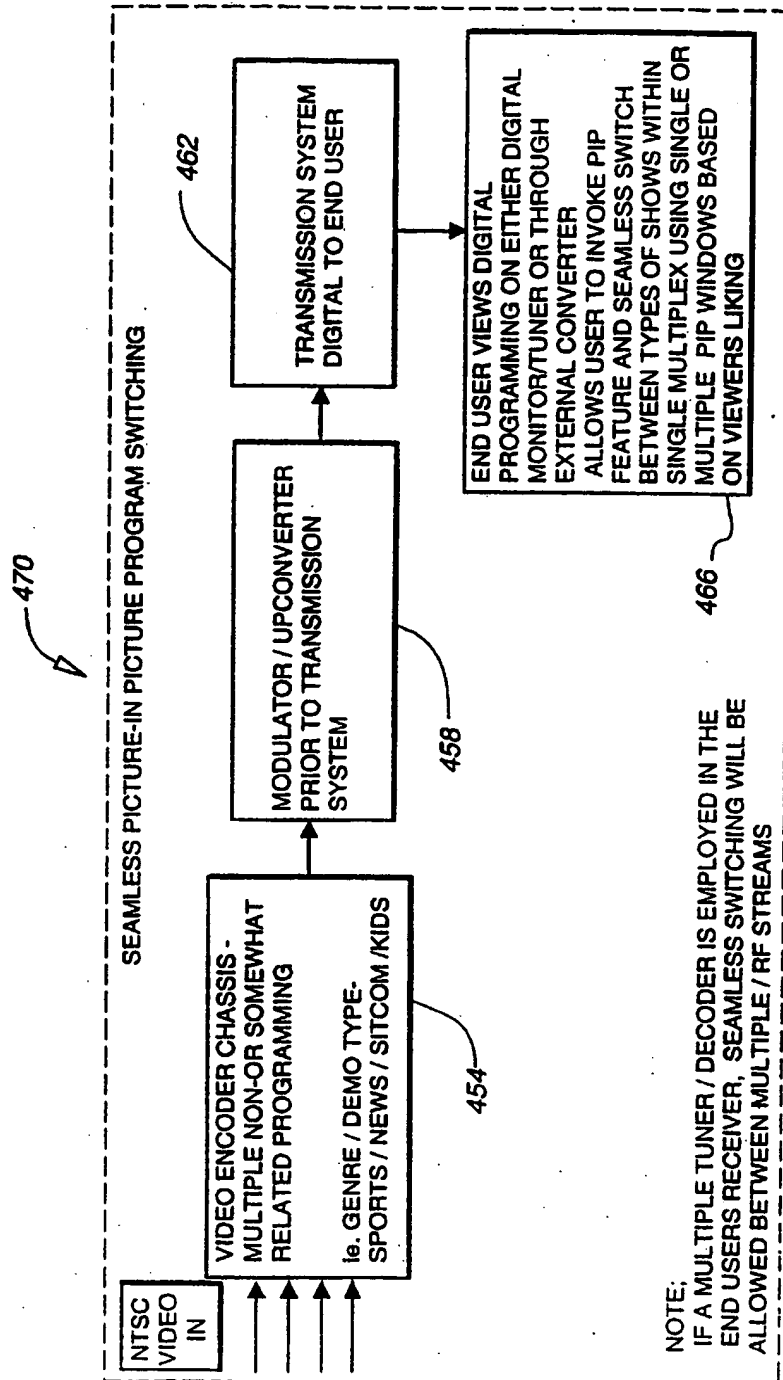 470
SEAMLESS PICTURE-IN PICTURE PROGRAM SWITCHING
NTSC
VIDEO
IN
VIDEO ENCODER CHASSIS -
MULTIPLE NON-OR SOMEWHAT
RELATED PROGRAMMING
ie. GENRE / DEMO TYPE-
SPORTS / NEWS / SITCOM /KIDS
454
MODULATOR / UPCONVERTER
PRIOR TO TRANSMISSION
SYSTEM
458
TRANSMISSION SYSTEM
DIGITAL TO END USER
462
END USER VIEWS DIGITAL
PROGRAMMING ON EITHER DIGITAL
MONITOR/TUNER OR THROUGH
EXTERNAL CONVERTER
ALLOWS USER TO INVOKE PIP
FEATURE AND SEAMLESS SWITCH
BETWEEN TYPES OF SHOWS WITHIN
SINGLE MULTIPLEX USING SINGLE OR
MULTIPLE PIP WINDOWS BASED
ON VIEWERS LIKING
466
NOTE;
IF A MULTIPLE TUNER / DECODER IS EMPLOYED IN THE
END USERS RECEIVER, SEAMLESS SWITCHING WILL BE
ALLOWED BETWEEN MULTIPLE / RF STREAMS